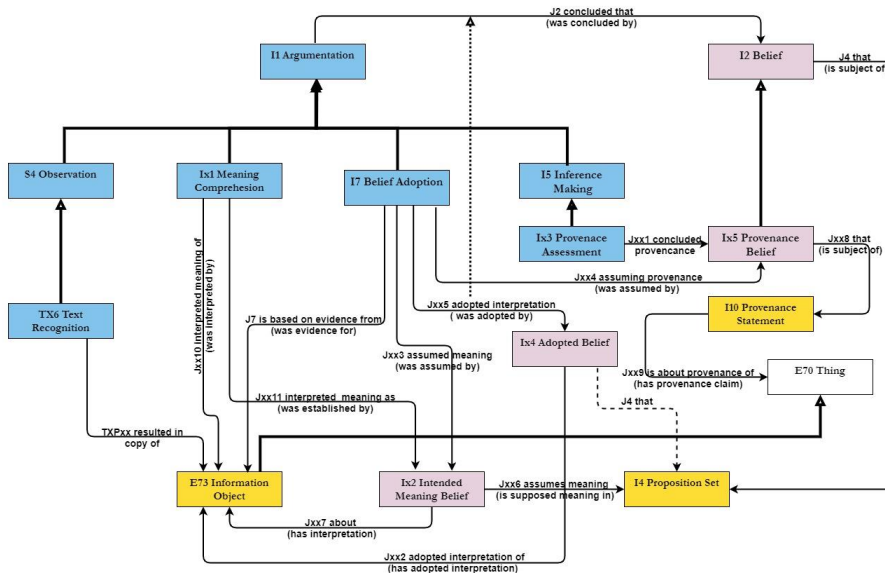 J2 concluded that
(was concluded by)
I1 Argumentation
I2 Belief
J4 that
(is subject of
S4 Observation
Ix1 Meaning
Comprehesion
I7 Belief Adoption
I5 Inference
Making
Ix3 Provenace
Assessment
Jxx1 concluded
provencance
Ix5 Provenance
Belief
Jxx8 that
(is subject of)
Jxx4 assuming provenance
(was assumed by)
Jxx10 interpreted meaning of
(was interpreted by)
TX6 Text
Recognition
J7 is based on evidence from
(was evidence for)
Jxx5 adopted interpretation
( was adopted by)
I10 Provenance
Statement
Ix4 Adopted Belief
Jxx3 assumed meaning
(was assumed by)
Jxx9 is about provenance of
(has provenance claim)
E70 Thing
Jxx11 interpreted meaning as
(was established by)
J4 that
TXPxx resulted in
copy of
E73 Information
Object
Ix2 Intended
Meaning Belief
Jxx6 assumes meaning
(is supposed meaning in)
I4 Proposition Set
Jxx7 about
(has interpretation)
Jxx2 adopted interpretation of
(has adopted interpretation)